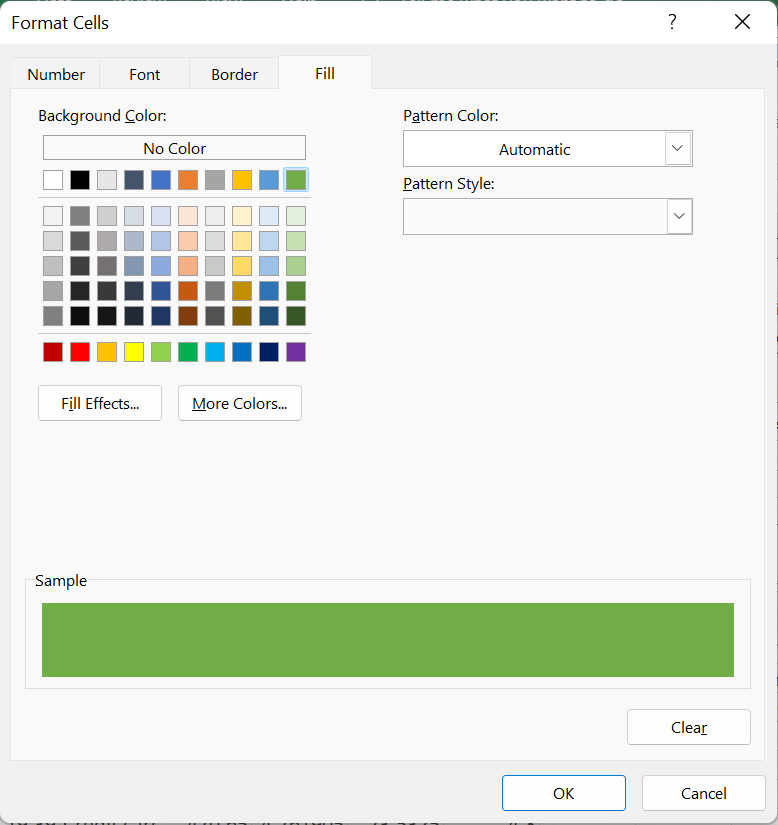 Format Cells
?
Number
Font
Border
Fill
Background Color:
No Color
Pattern Color:
Automatic
Pattern Style:
Fill Effects...
More Colors...
Sample
Clear
OK
Cancel